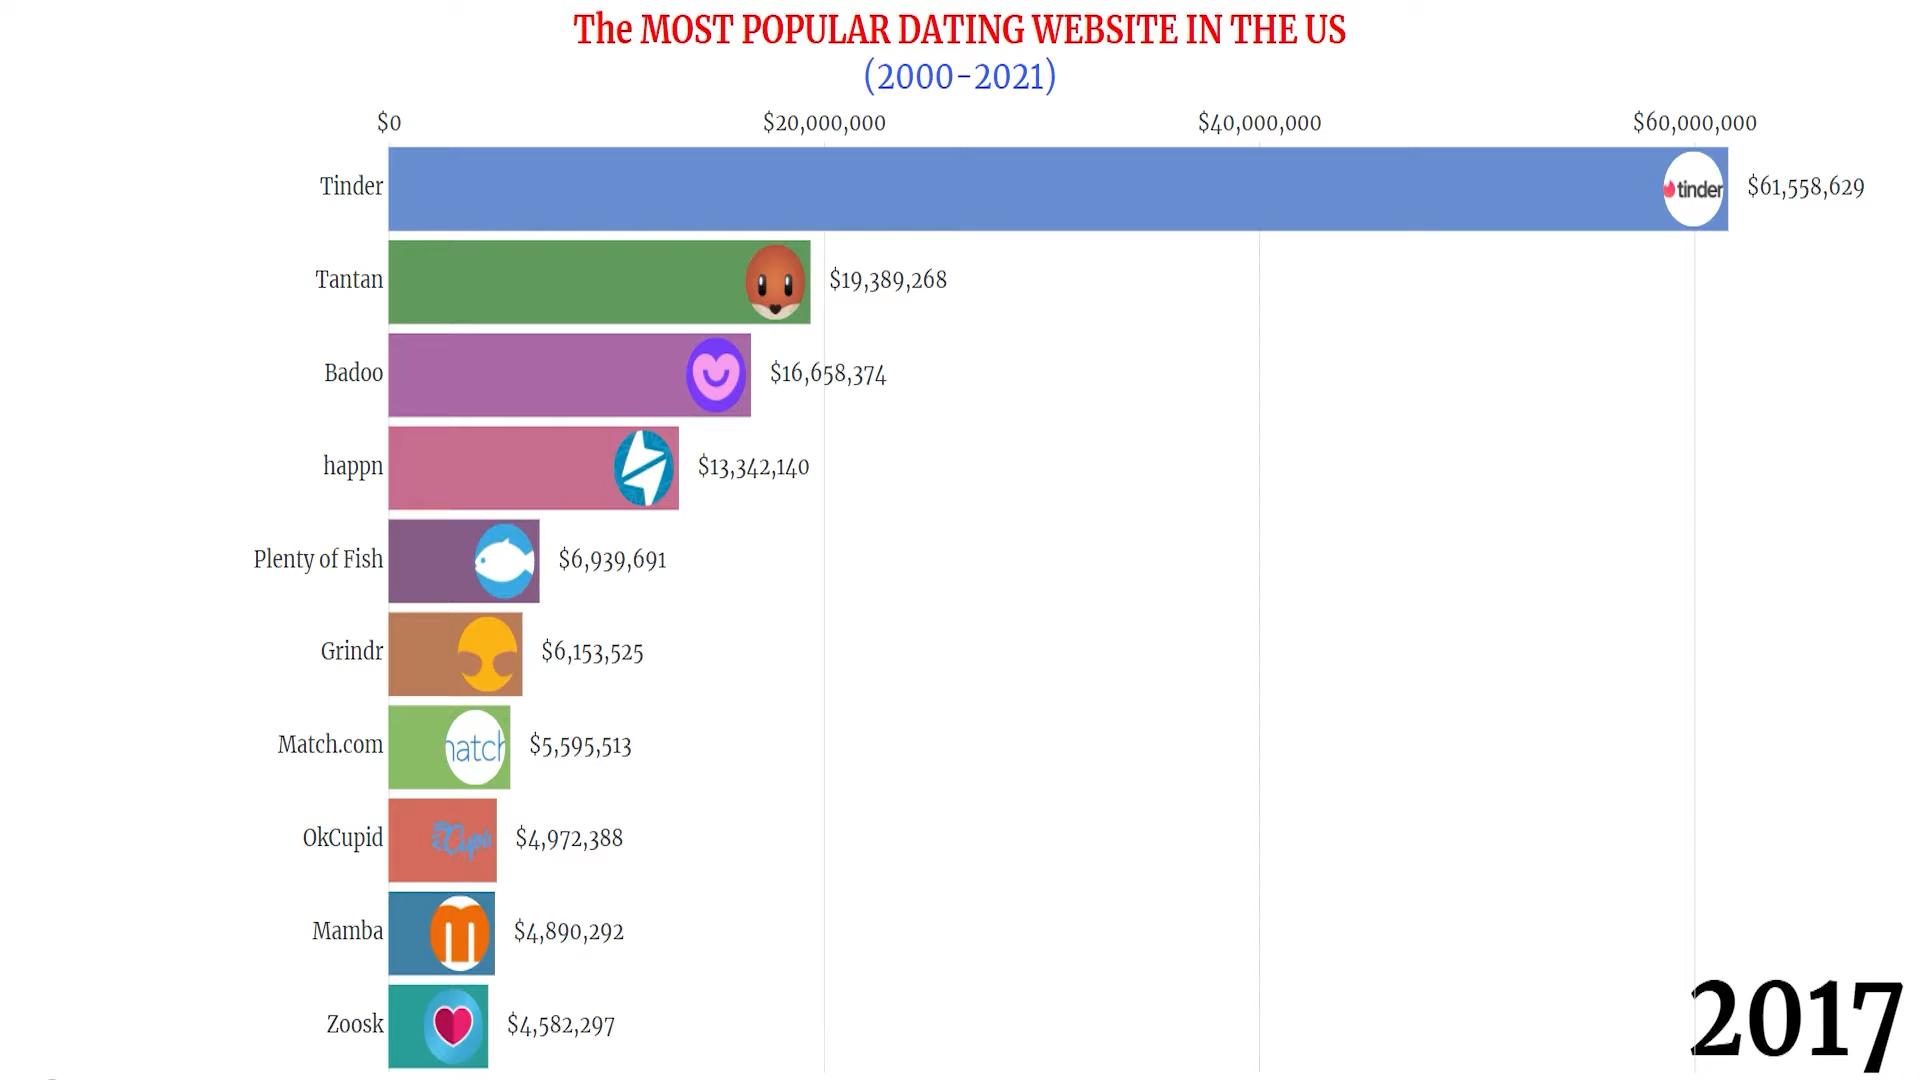 The MOST POPULAR DATING WEBSITE IN THE US
(2000-2021)
$0 $20,000,000 $40,000,000 $60,000,000
Tinder tinder $61,558,629
Tantan $19,389,268
Badoo $16,658,374
happn $13,342,140
Plenty of Fish $6,939,691
Grindr $6,153,525
Match.com match $5,595,513
OkCupid $4,972,388
Mamba $4,890,292
Zoosk $4,582,297
2017